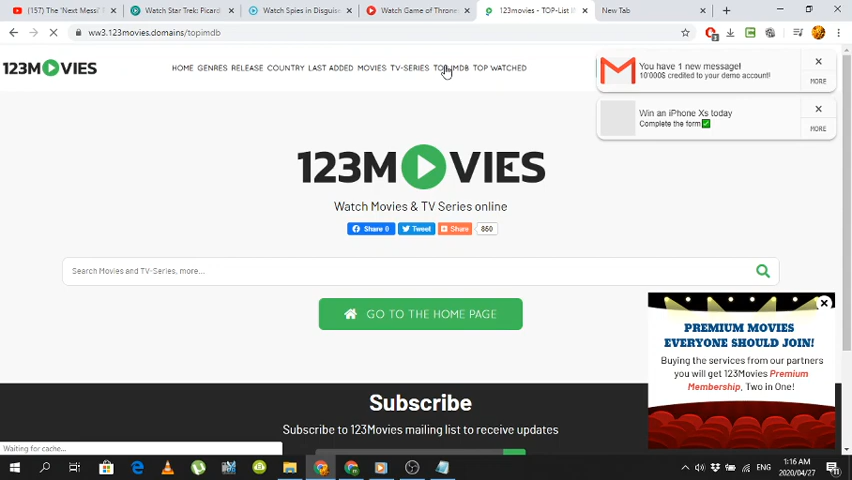 (157) The 'Next Messi'
Watch Star Trek: Picard
Watch Spies in Disguise
Watch Game of Throne
123movies - TOP-List
New Tab
ww3.123movies.domains/topimdb
123MOVIES
HOME GENRES RELEASE COUNTRY LAST ADDED MOVIES TV-SERIES TOP IMDB TOP WATCHED
You have 1 new message!
10'000$ credited to your demo account!
MORE
Win an iPhone Xs today
Complete the form
MORE
123MOVIES
Watch Movies & TV Series online
Share 0
Tweet
Share
860
Search Movies and TV-Series, more...
GO TO THE HOME PAGE
PREMIUM MOVIES
EVERYONE SHOULD JOIN!
Buying the services from our partners
you will get 123Movies Premium
Membership, Two in One!
Subscribe
Subscribe to 123Movies mailing list to receive updates
Waiting for cache...
ENG
1:16 AM
2020/04/27